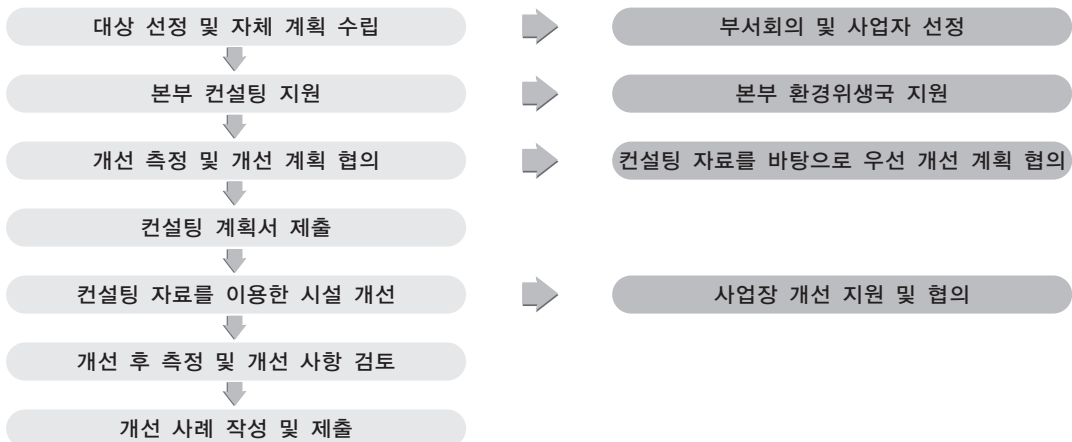 대상 선정 및 자체 계획 수립
부서회의 및 사업자 선정
본부 컨설팅 지원
본부 환경위생국 지원
개선 측정 및 개선 계획 협의
컨설팅 자료를 바탕으로 우선 개선 계획 협의
컨설팅 계획서 제출
컨설팅 자료를 이용한 시설 개선
사업장 개선 지원 및 협의
개선 후 측정 및 개선 사항 검토
개선 사례 작성 및 제출